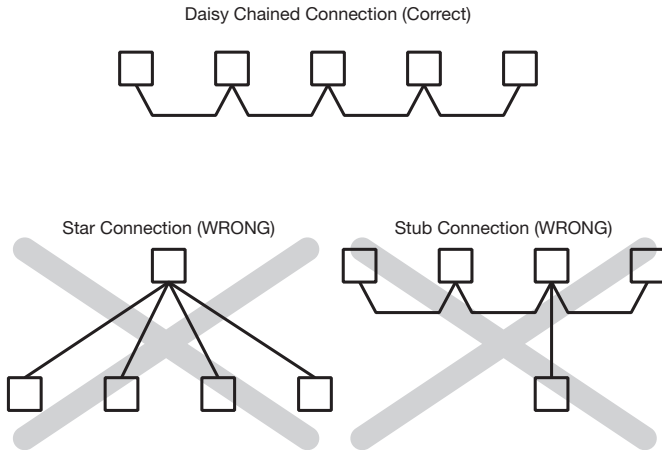 Daisy Chained Connection (Correct)
Star Connection (WRONG)
Stub Connection (WRONG)